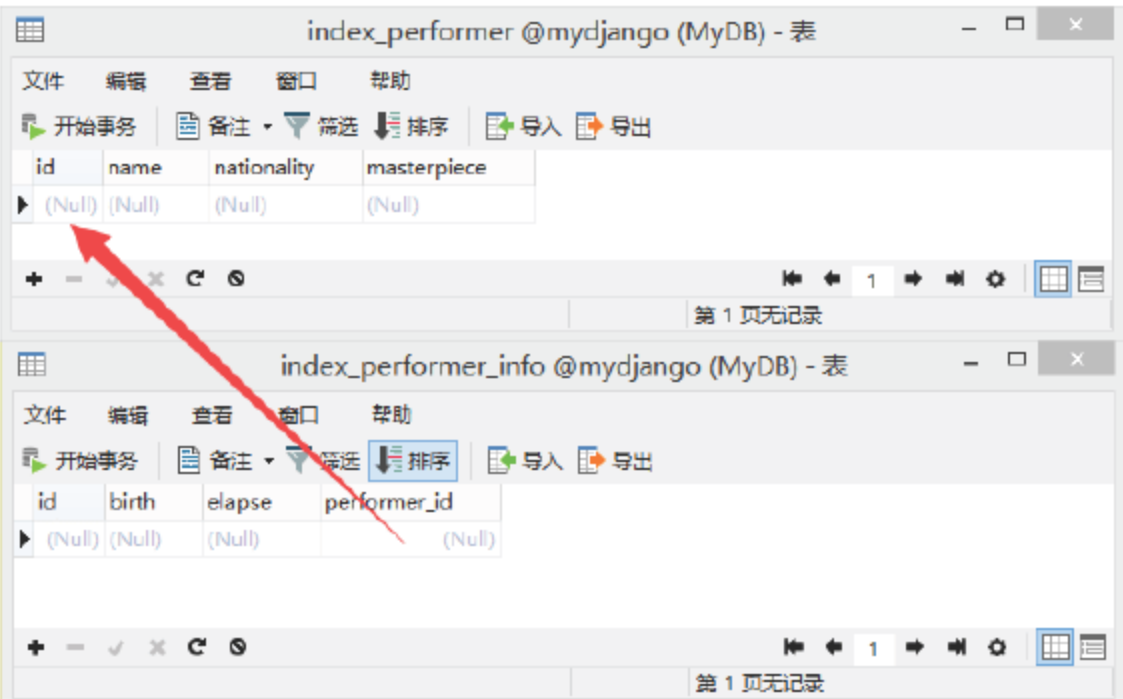 index_performer @mydjango (MyDB) - 表
文件 编辑 查看 窗口 帮助
开始事务 备注 筛选 排序 导入 导出
id name nationality masterpiece
(Null) (Null) (Null) (Null)
1
第 1 页无记录
index_performer_info @mydjango (MyDB) - 表
文件 编辑 查看 窗口 帮助
开始事务 备注 筛选 排序 导入 导出
id birth elapse performer_id
(Null) (Null) (Null) (Null)
1
第 1 页无记录